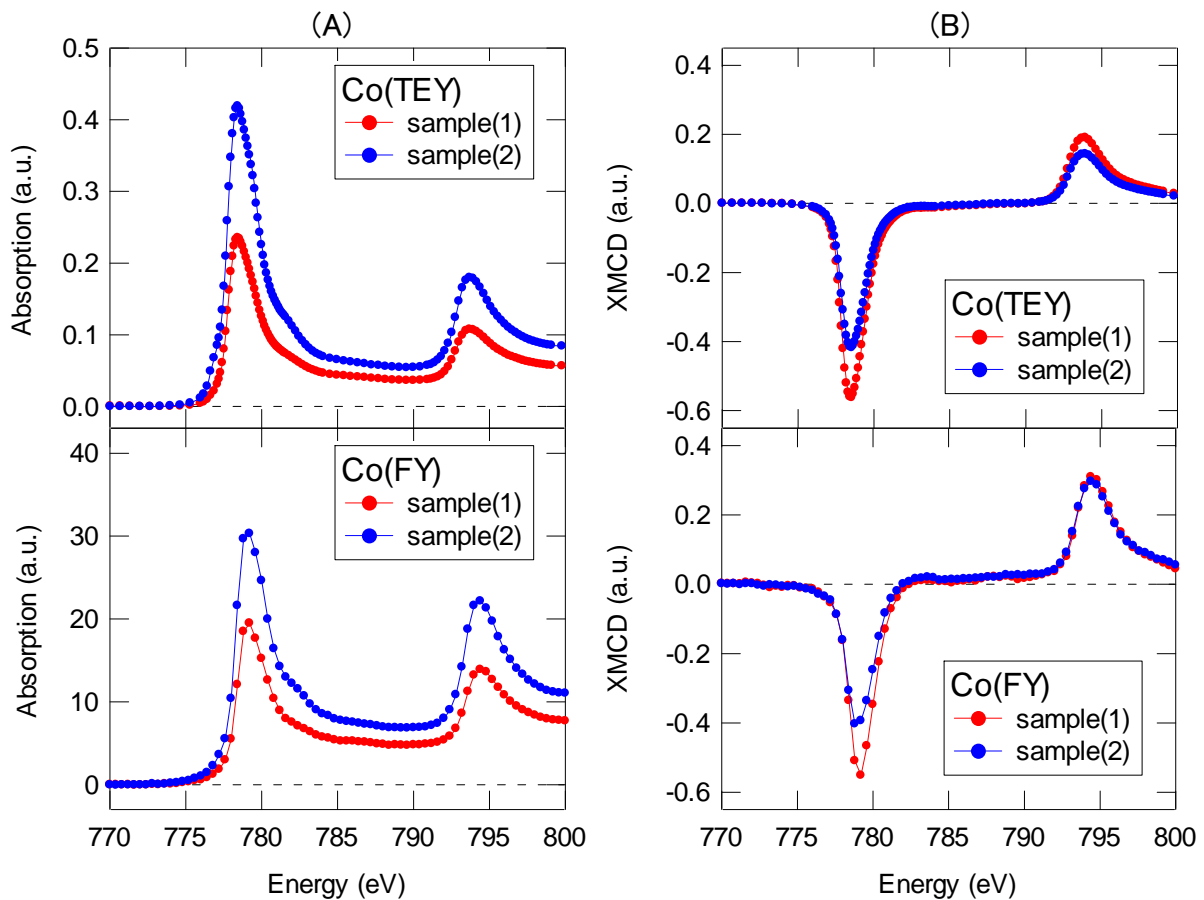 (A)
0.5
0.4
0.3
0.2
0.1
0.0
Absorption (a.u.)
Co(TEY)
sample(1)
sample(2)
40
30
20
10
0
Absorption (a.u.)
Co(FY)
sample(1)
sample(2)
770 775 780 785 790 795 800
Energy (eV)
(B)
0.4
0.2
0.0
-0.2
-0.4
-0.6
XMCD (a.u.)
Co(TEY)
sample(1)
sample(2)
0.4
0.2
0.0
-0.2
-0.4
-0.6
XMCD (a.u.)
Co(FY)
sample(1)
sample(2)
770 775 780 785 790 795 800
Energy (eV)